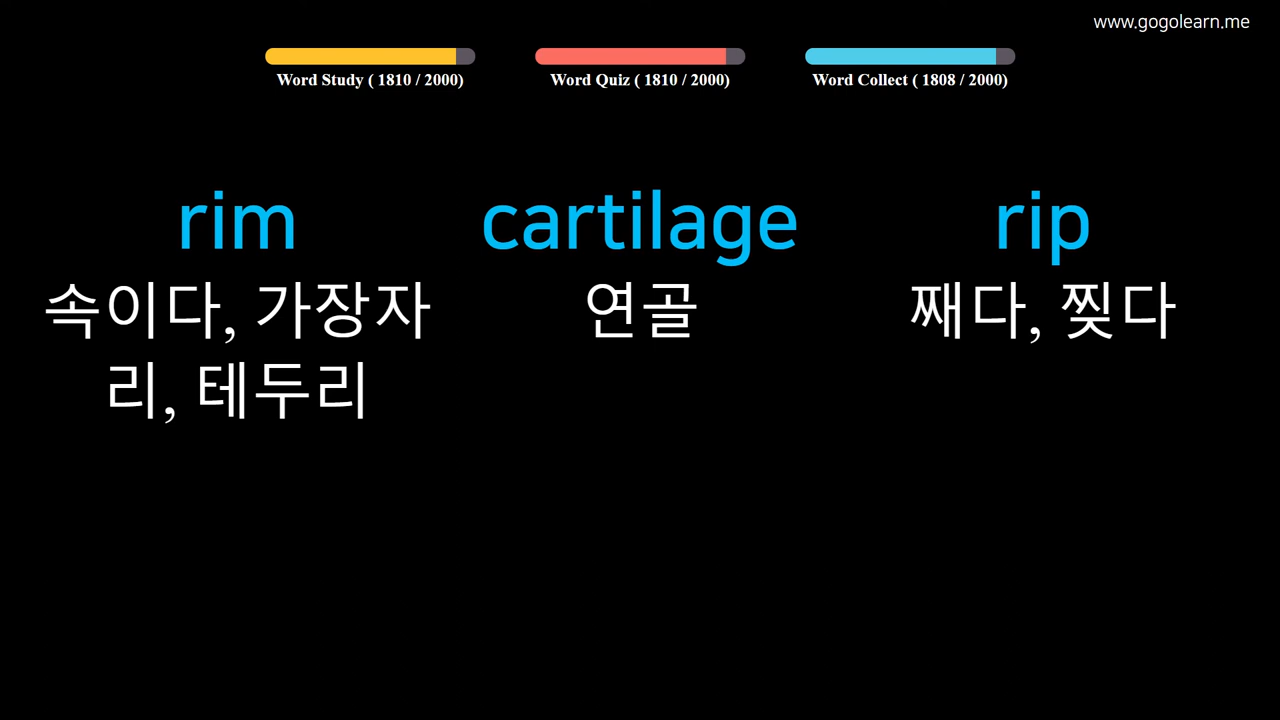 www.gogolearn.me
Word Study ( 1810 / 2000)
Word Quiz ( 1810 / 2000)
Word Collect ( 1808 / 2000)
rim
속이다, 가장자
리, 테두리
cartilage
연골
rip
째다, 찢다